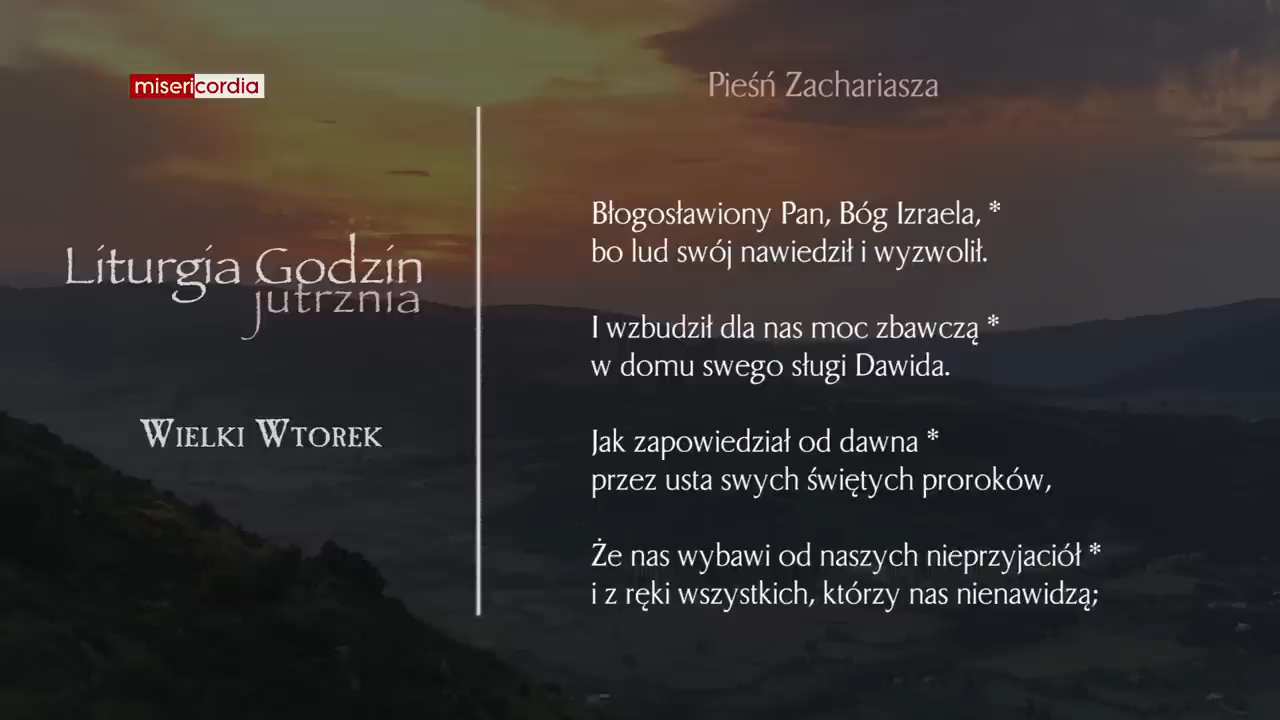 misericordia
Liturgia Godzin
jutrznia
Wielki Wtorek
Pieśń Zachariasza
Błogosławiony Pan, Bóg Izraela, *
bo lud swój nawiedził i wyzwolił.
I wzbudził dla nas moc zbawczą *
w domu swego sługi Dawida.
Jak zapowiedział od dawna *
przez usta swych świętych proroków,
Że nas wybawi od naszych nieprzyjaciół *
i z ręki wszystkich, którzy nas nienawidzą;